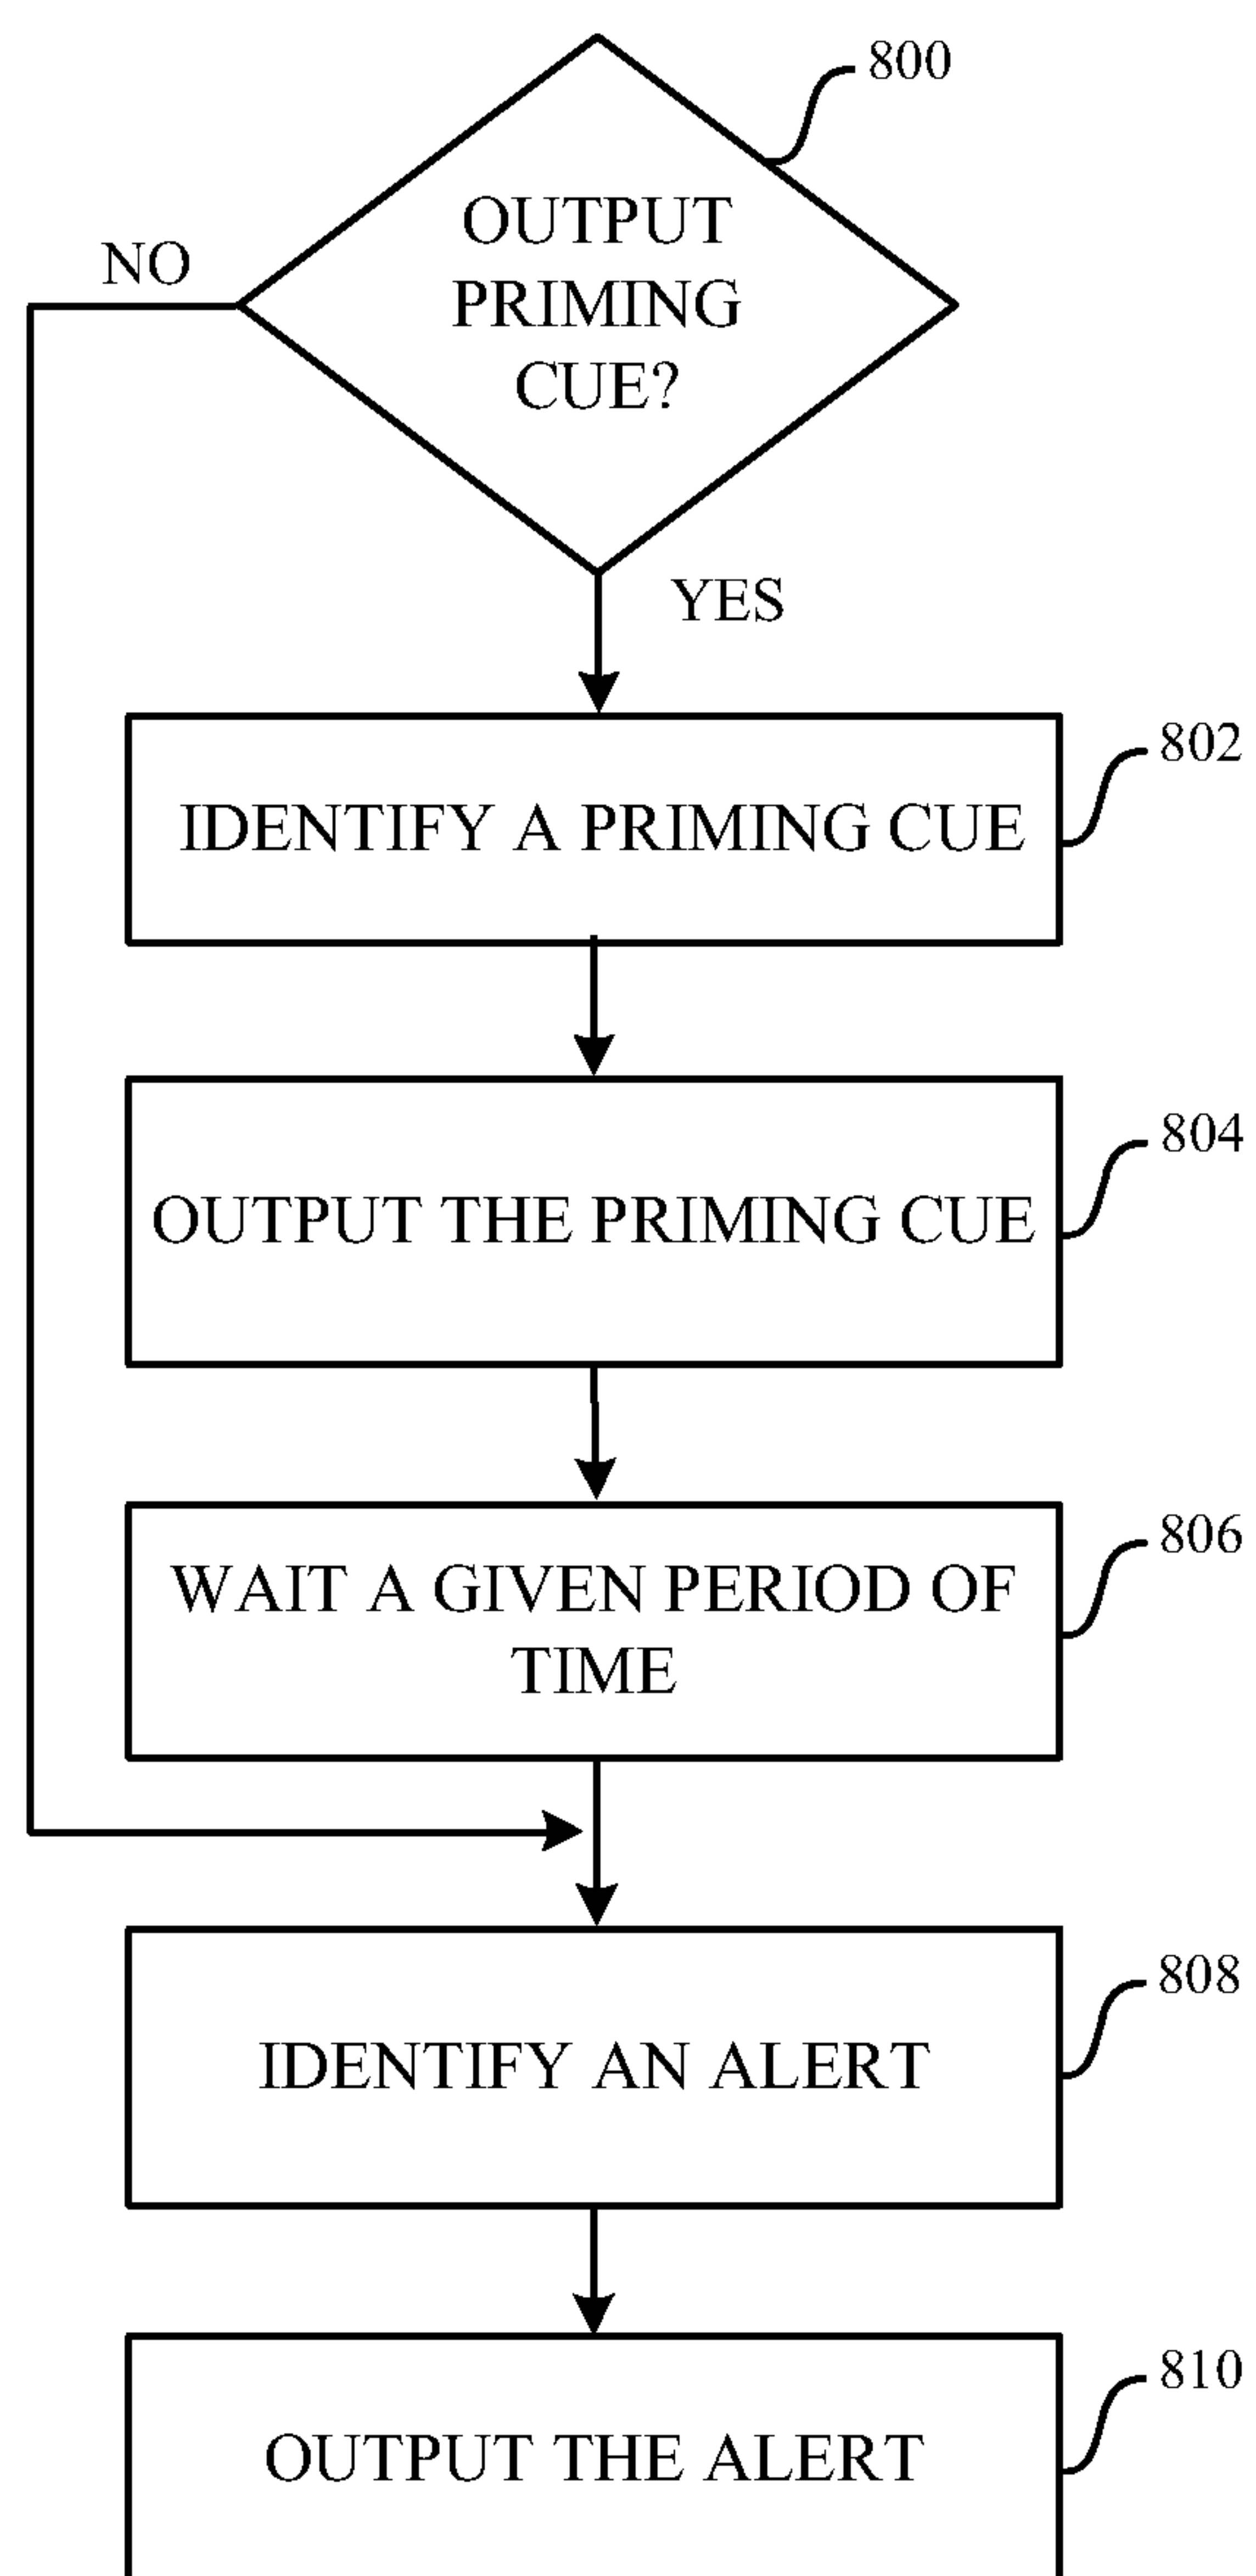 800
OUTPUT
PRIMING
CUE?
NO
YES
802
IDENTIFY A PRIMING CUE
804
OUTPUT THE PRIMING CUE
806
WAIT A GIVEN PERIOD OF
TIME
808
IDENTIFY AN ALERT
810
OUTPUT THE ALERT